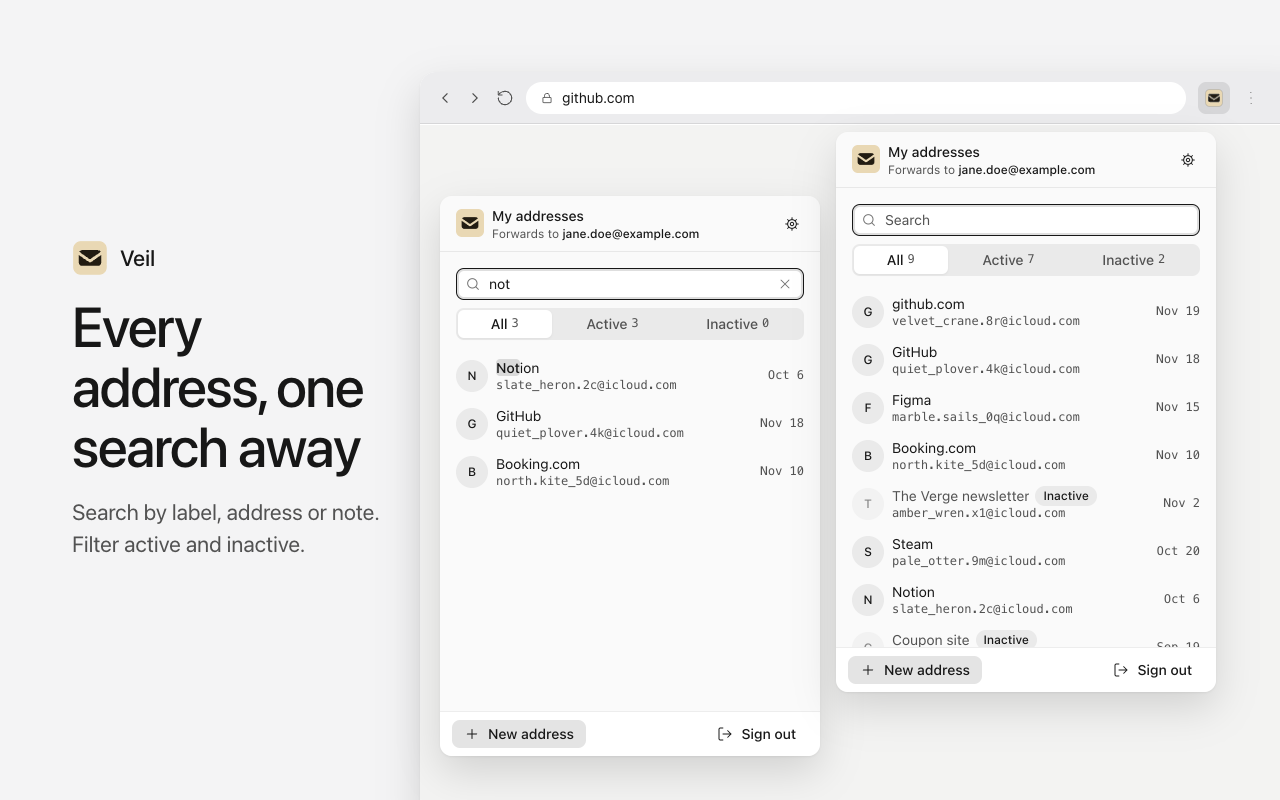 github.com
Veil
Every
address, one
search away
Search by label, address or note.
Filter active and inactive.
My addresses
Forwards to jane.doe@example.com
not
All 3
Active 3
Inactive 0
N
Notion
slate_heron.2c@icloud.com
Oct 6
G
GitHub
quiet_plover.4k@icloud.com
Nov 18
B
Booking.com
north.kite_5d@icloud.com
Nov 10
New address
Sign out
My addresses
Forwards to jane.doe@example.com
Search
All 9
Active 7
Inactive 2
G
github.com
velvet_crane.8r@icloud.com
Nov 19
G
GitHub
quiet_plover.4k@icloud.com
Nov 18
F
Figma
marble.sails_0q@icloud.com
Nov 15
B
Booking.com
north.kite_5d@icloud.com
Nov 10
T
The Verge newsletter Inactive
amber_wren.x1@icloud.com
Nov 2
S
Steam
pale_otter.9m@icloud.com
Oct 20
N
Notion
slate_heron.2c@icloud.com
Oct 6
C
Coupon site Inactive
Sep 19
New address
Sign out